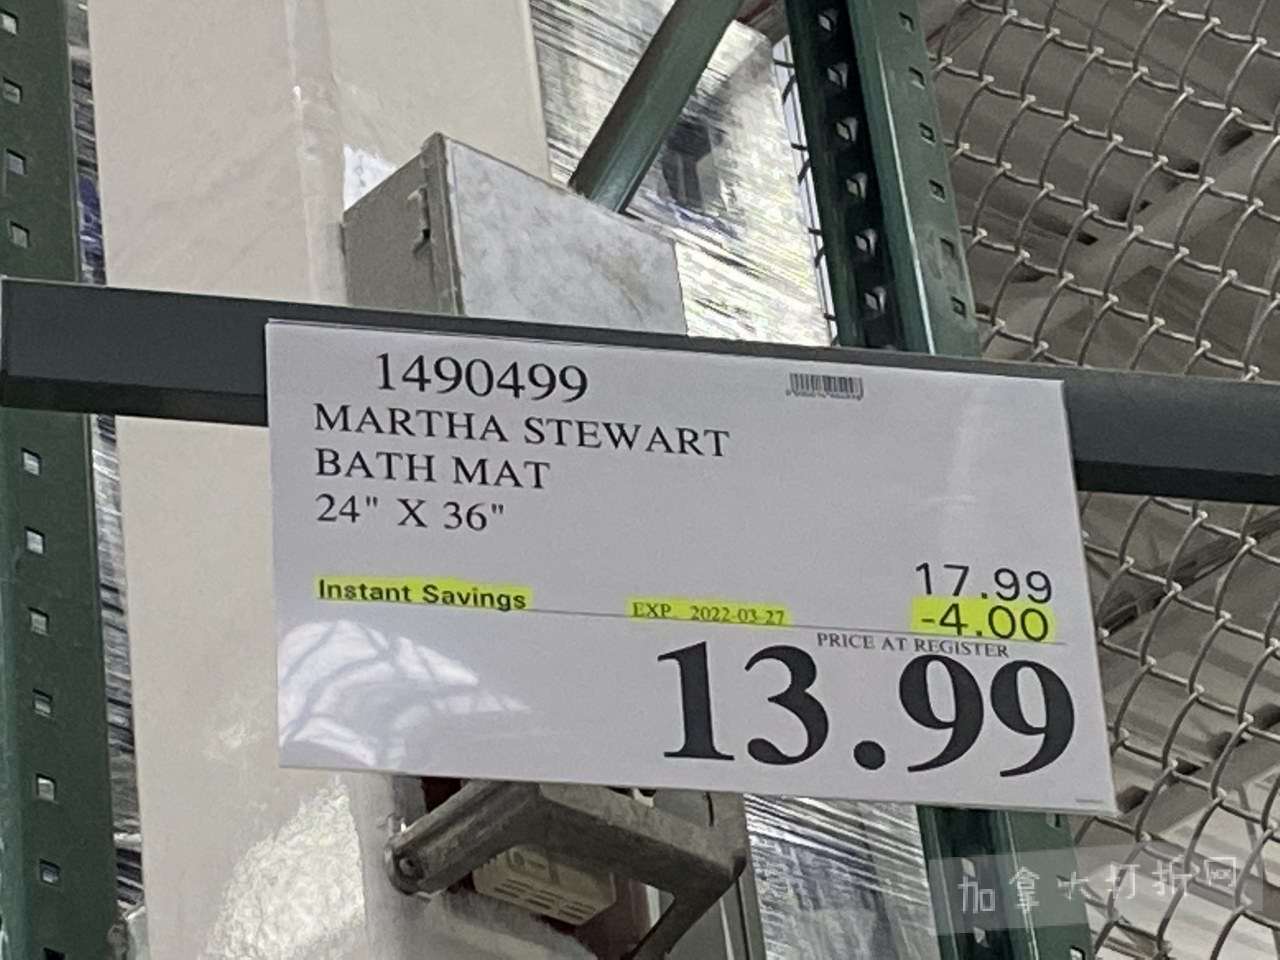 1490499
MARTHA STEWART
BATH MAT
24" X 36"
17.99
Instant Savings EXP. 2022-03-27 -4.00
PRICE AT REGISTER
13.99
加拿大打折网